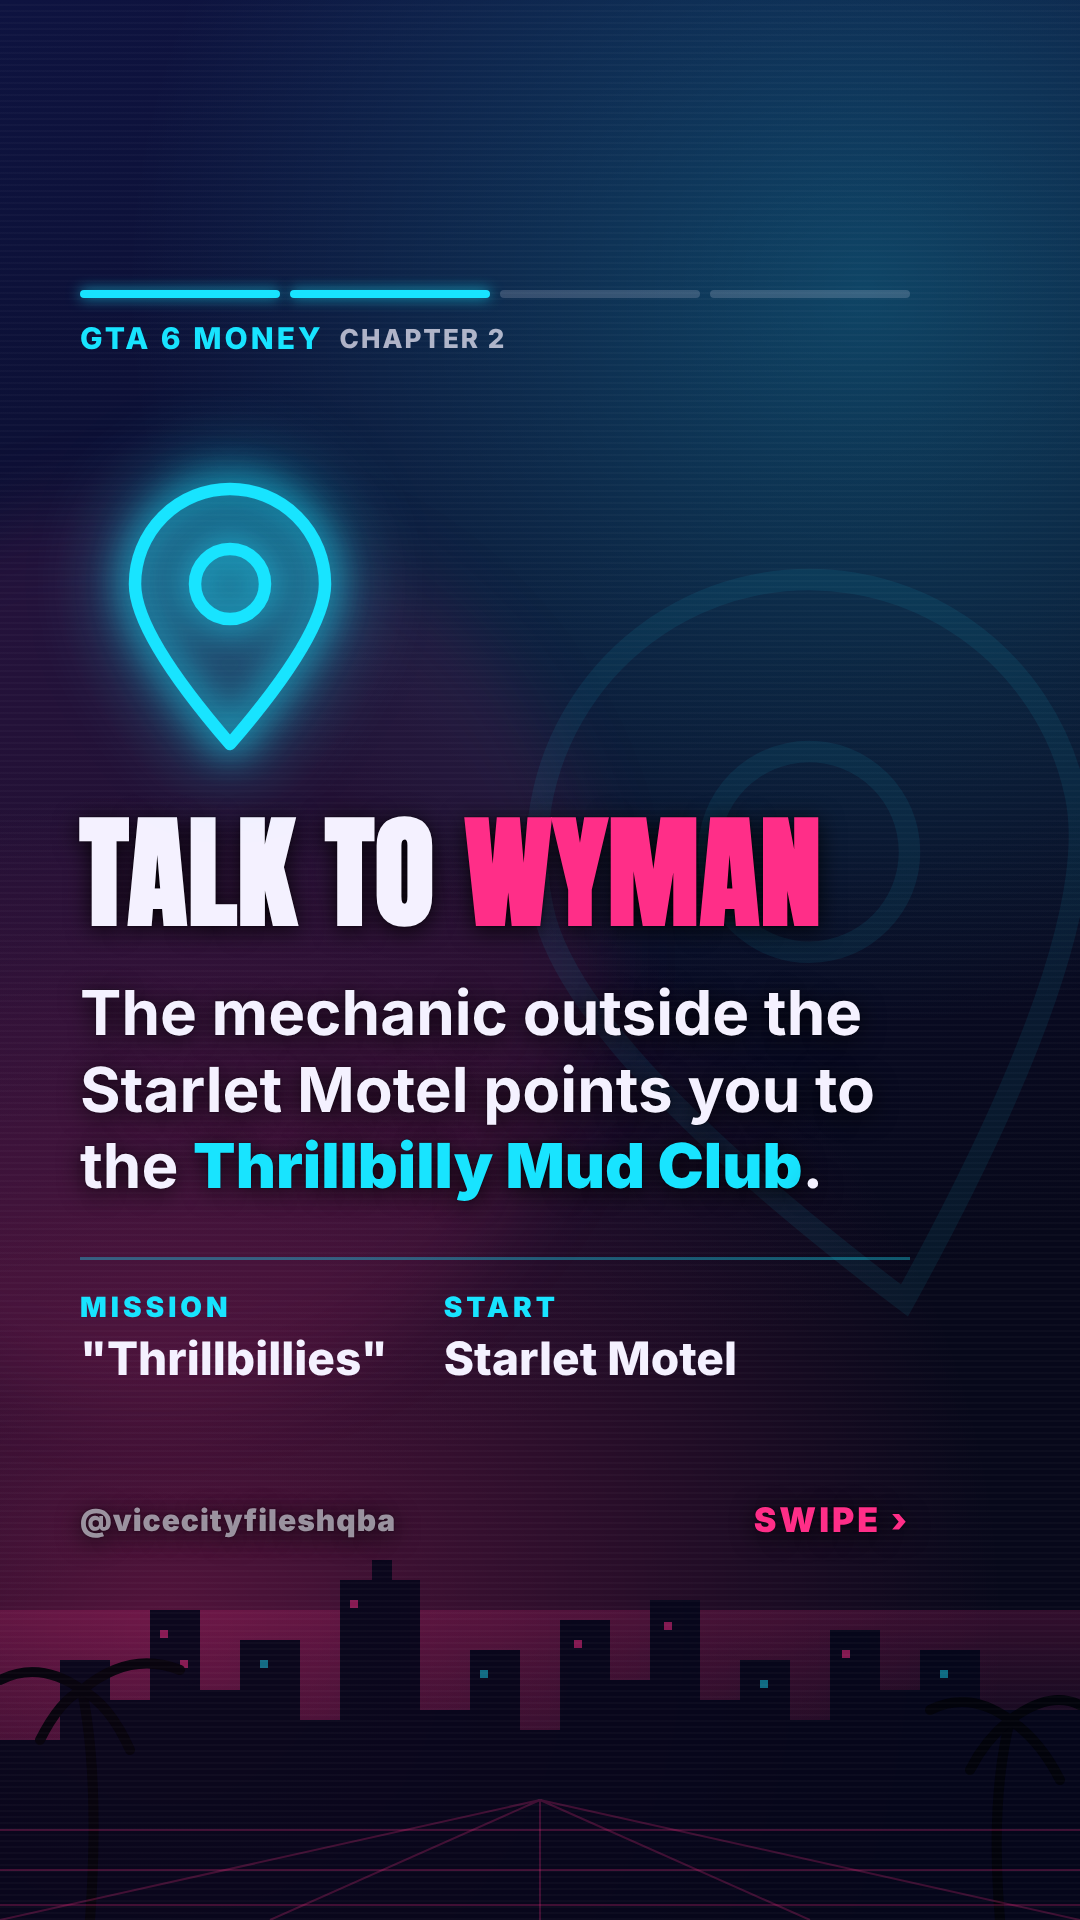 GTA 6 MONEY CHAPTER 2
TALK TO WYMAN
The mechanic outside the
Starlet Motel points you to
the Thrillbilly Mud Club.
MISSION START
"Thrillbillies" Starlet Motel
@vicecityfileshqba SWIPE ›